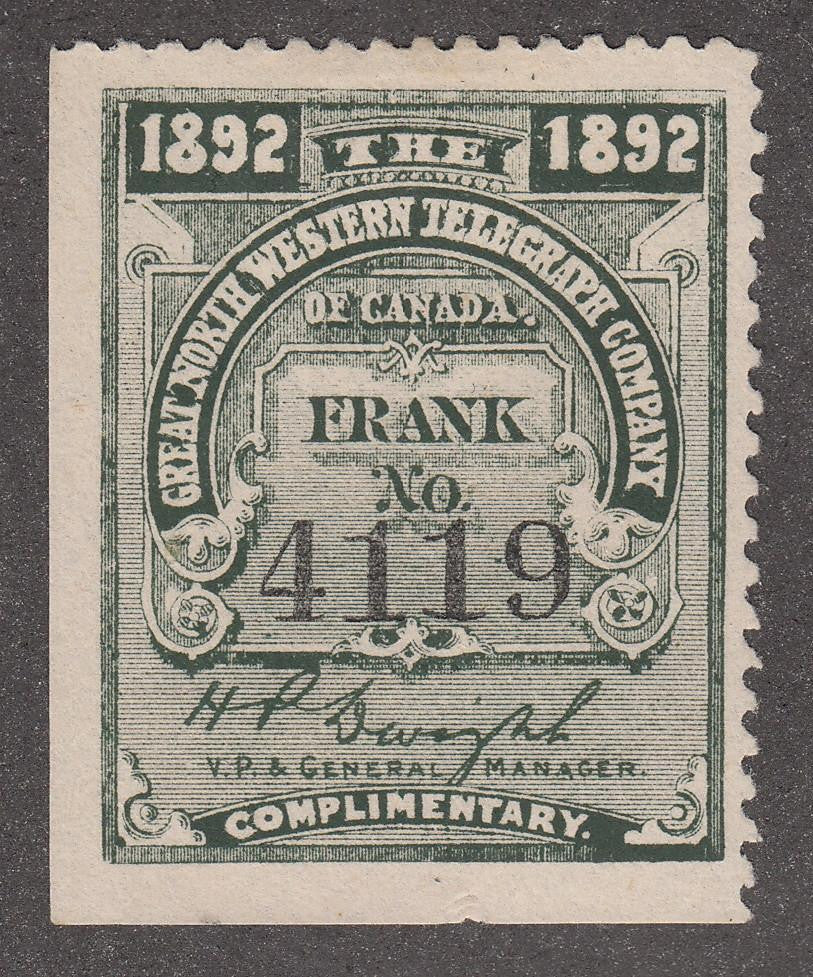 1892 THE 1892
GREAT NORTH WESTERN TELEGRAPH COMPANY
OF CANADA.
FRANK
No.
4119
H P Dwight
V.P. & GENERAL MANAGER.
COMPLIMENTARY.